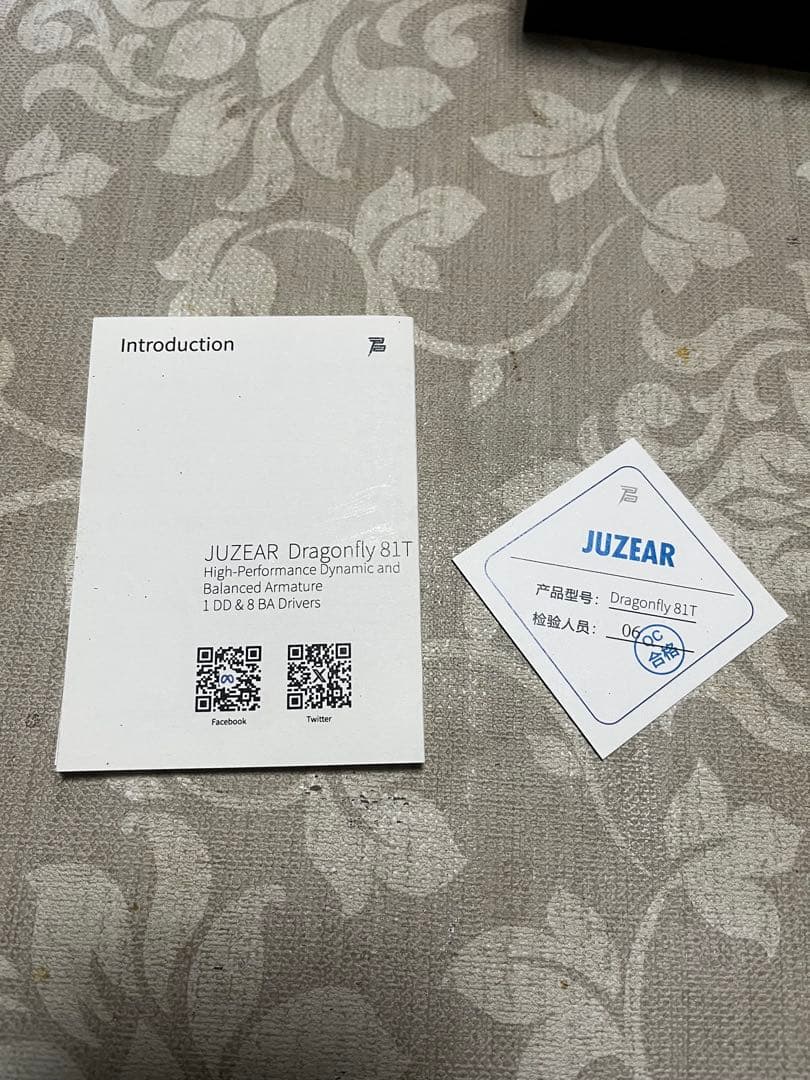 Introduction
JUZEAR Dragonfly 81T
High-Performance Dynamic and
Balanced Armature
1 DD & 8 BA Drivers
Facebook
Twitter
JUZEAR
产品型号： Dragonfly 81T
检验人员： 06
QC
合格